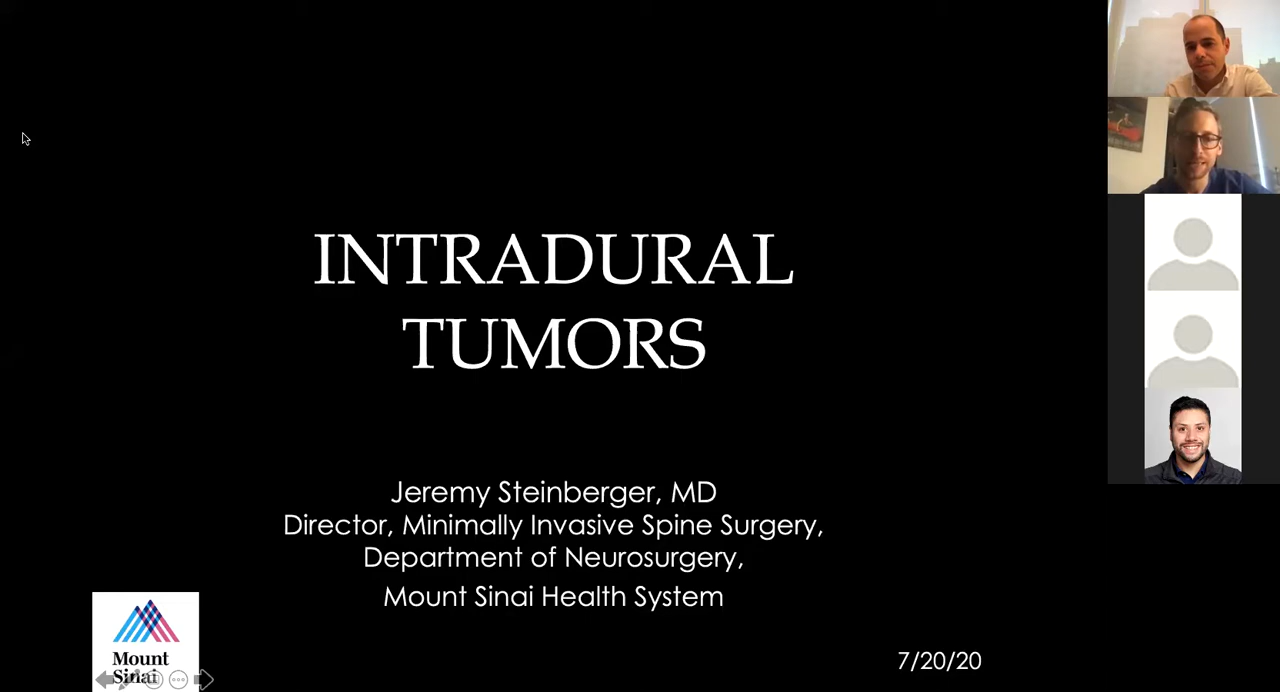 INTRADURAL
TUMORS
Jeremy Steinberger, MD
Director, Minimally Invasive Spine Surgery,
Department of Neurosurgery,
Mount Sinai Health System
Mount
Sinai
7/20/20